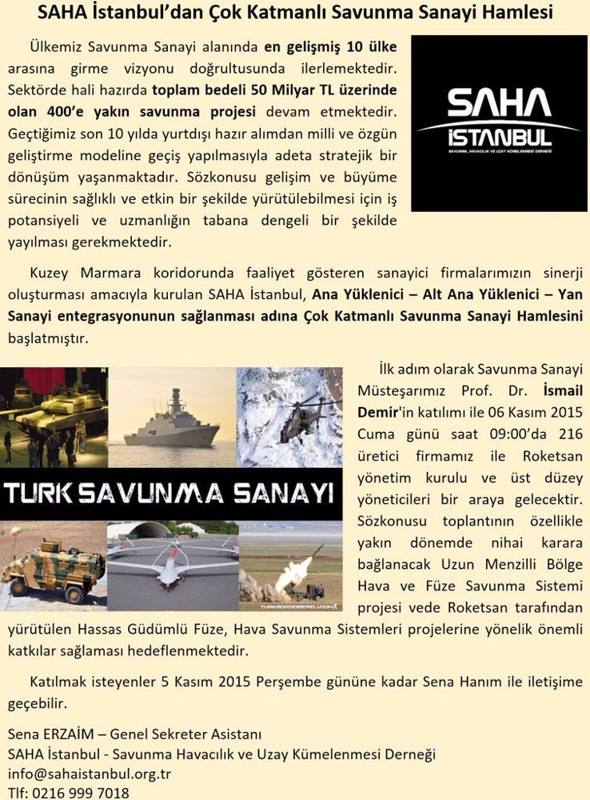 SAHA İstanbul'dan Çok Katmanlı Savunma Sanayi Hamlesi
Ülkemiz Savunma Sanayi alanında en gelişmiş 10 ülke
arasına girme vizyonu doğrultusunda ilerlemektedir.
Sektörde hali hazırda toplam bedeli 50 Milyar TL üzerinde
olan 400'e yakın savunma projesi devam etmektedir.
Geçtiğimiz son 10 yılda yurtdışı hazır alımdan milli ve özgün
geliştirme modeline geçiş yapılmasıyla adeta stratejik bir
dönüşüm yaşanmaktadır. Sözkonusu gelişim ve büyüme
sürecinin sağlıklı ve etkin bir şekilde yürütülebilmesi için iş
potansiyeli ve uzmanlığın tabana dengeli bir şekilde
yayılması gerekmektedir.
SAHA
İSTANBUL
SAVUNMA, HAVACILIK VE UZAY KÜMELENMESİ DERNEĞİ
Kuzey Marmara koridorunda faaliyet gösteren sanayici firmalarımızın sinerji
oluşturması amacıyla kurulan SAHA İstanbul, Ana Yüklenici – Alt Ana Yüklenici – Yan
Sanayi entegrasyonunun sağlanması adına Çok Katmanlı Savunma Sanayi Hamlesini
başlatmıştır.
TURK SAVUNMA SANAYI
İlk adım olarak Savunma Sanayi
Müsteşarımız Prof. Dr. İsmail
Demir'in katılımı ile 06 Kasım 2015
Cuma günü saat 09:00'da 216
üretici firmamız ile Roketsan
yönetim kurulu ve üst düzey
yöneticileri bir araya gelecektir.
Sözkonusu toplantının özellikle
yakın dönemde nihai karara
bağlanacak Uzun Menzilli Bölge
Hava ve Füze Savunma Sistemi
projesi vede Roketsan tarafından
yürütülen Hassas Güdümlü Füze, Hava Savunma Sistemleri projelerine yönelik önemli
katkılar sağlaması hedeflenmektedir.
Katılmak isteyenler 5 Kasım 2015 Perşembe gününe kadar Sena Hanım ile iletişime
geçebilir.
Sena ERZAİM – Genel Sekreter Asistanı
SAHA İstanbul - Savunma Havacılık ve Uzay Kümelenmesi Derneği
info@sahaistanbul.org.tr
Tlf: 0216 999 7018